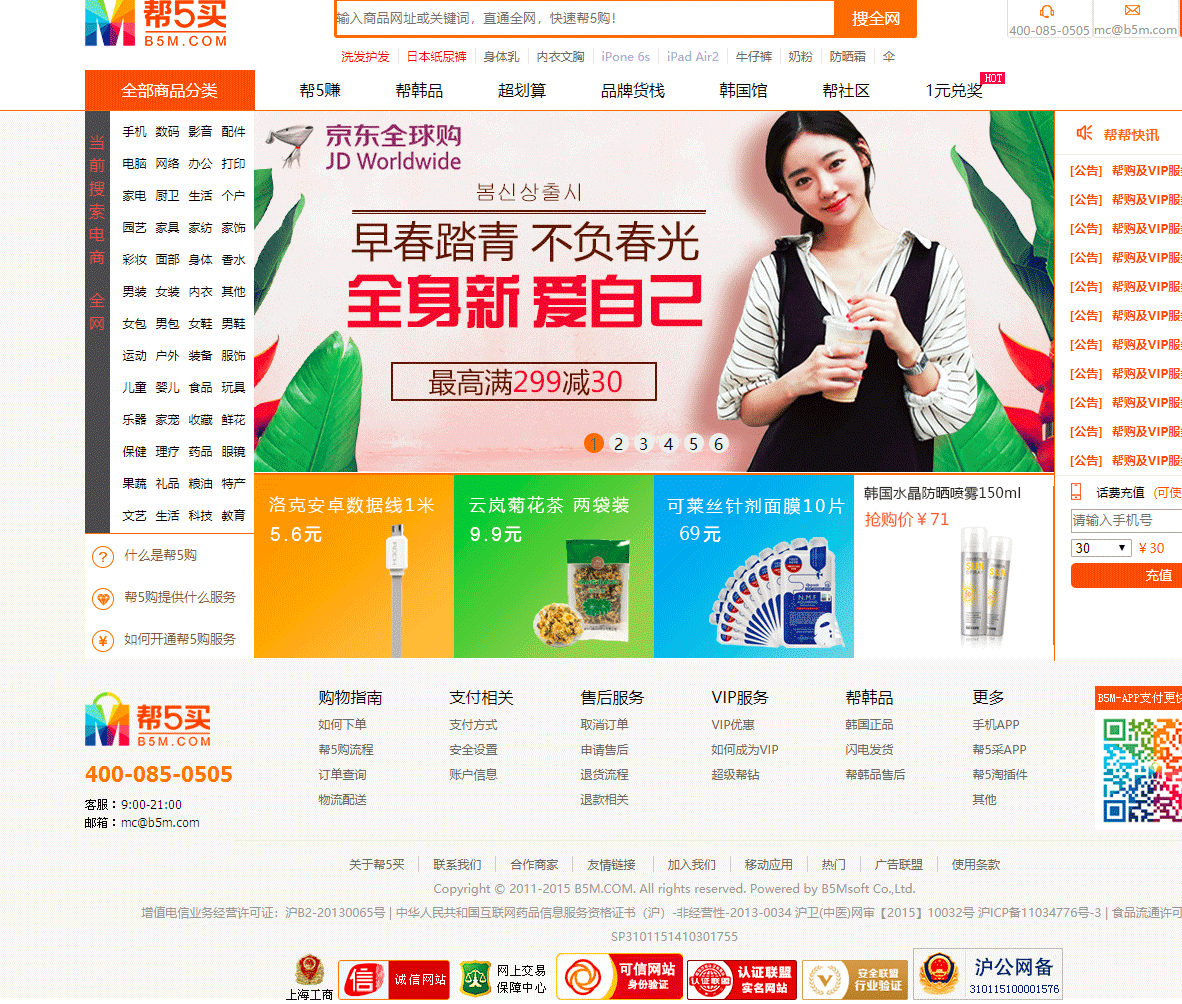 帮5买
B5M.COM
输入商品网址或关键词，直通全网，快速帮5购！
搜全网
400-085-0505
mc@b5m.com
洗发护发 日本纸尿裤 身体乳 内衣文胸 iPone 6s iPad Air2 牛仔裤 奶粉 防晒霜 伞
全部商品分类 帮5赚 帮韩品 超划算 品牌货栈 韩国馆 帮社区 1元兑奖 HOT
当前搜索电商 全网
手机 数码 影音 配件
电脑 网络 办公 打印
家电 厨卫 生活 个户
园艺 家具 家纺 家饰
彩妆 面部 身体 香水
男装 女装 内衣 其他
女包 男包 女鞋 男鞋
运动 户外 装备 服饰
儿童 婴儿 食品 玩具
乐器 家宠 收藏 鲜花
保健 理疗 药品 眼镜
果蔬 礼品 粮油 特产
文艺 生活 科技 教育
什么是帮5购
帮5购提供什么服务
如何开通帮5购服务
京东全球购
JD Worldwide
봄신상출시
早春踏青 不负春光
全身新 爱自己
最高满299减30
1 2 3 4 5 6
帮帮快讯
[公告] 帮购及VIP服
[公告] 帮购及VIP服
[公告] 帮购及VIP服
[公告] 帮购及VIP服
[公告] 帮购及VIP服
[公告] 帮购及VIP服
[公告] 帮购及VIP服
[公告] 帮购及VIP服
[公告] 帮购及VIP服
[公告] 帮购及VIP服
[公告] 帮购及VIP服
话费充值 (可使
请输入手机号
30 ¥30
充值
洛克安卓数据线1米
5.6元
云岚菊花茶 两袋装
9.9元
可莱丝针剂面膜10片
69元
N.M.F
韩国水晶防晒喷雾150ml
抢购价¥71
帮5买
B5M.COM
400-085-0505
客服：9:00-21:00
邮箱：mc@b5m.com
购物指南
如何下单
帮5购流程
订单查询
物流配送
支付相关
支付方式
安全设置
账户信息
售后服务
取消订单
申请售后
退货流程
退款相关
VIP服务
VIP优惠
如何成为VIP
超级帮钻
帮韩品
韩国正品
闪电发货
帮韩品售后
更多
手机APP
帮5采APP
帮5淘插件
其他
B5M-APP支付更快
关于帮5买 联系我们 合作商家 友情链接 加入我们 移动应用 热门 广告联盟 使用条款
Copyright © 2011-2015 B5M.COM. All rights reserved. Powered by B5Msoft Co.,Ltd.
增值电信业务经营许可证：沪B2-20130065号 | 中华人民共和国互联网药品信息服务资格证书（沪）-非经营性-2013-0034 沪卫(中医)网审【2015】10032号 沪ICP备11034776号-3 | 食品流通许可
SP3101151410301755
上海工商
信 诚信网站
网上交易
保障中心
可信网站
身份验证
认证联盟
认证联盟
实名网站
安全联盟
行业验证
沪公网备
310115100001576